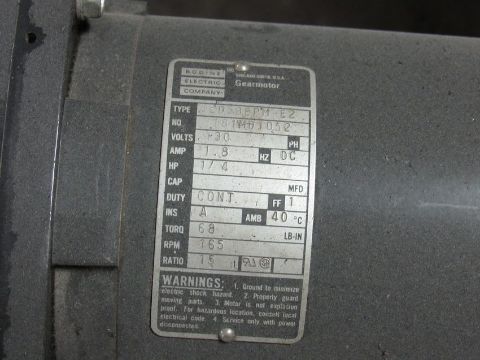 BODINE
ELECTRIC
COMPANY
CHICAGO 60618, U.S.A.
Gearmotor
TYPE E2
NO.
VOLTS PH
AMP 1.8 HZ DC
HP 1/4
CAP MFD
DUTY CONT FF 1
INS A AMB 40 °C
TORQ 68 LB-IN
RPM 165
RATIO 15 :1
WARNINGS: 1. Ground to minimize
electric shock hazard. 2. Properly guard
moving parts. 3. Motor is not explosion
proof. For hazardous location, consult local
electrical code. 4. Service only with power
disconnected.